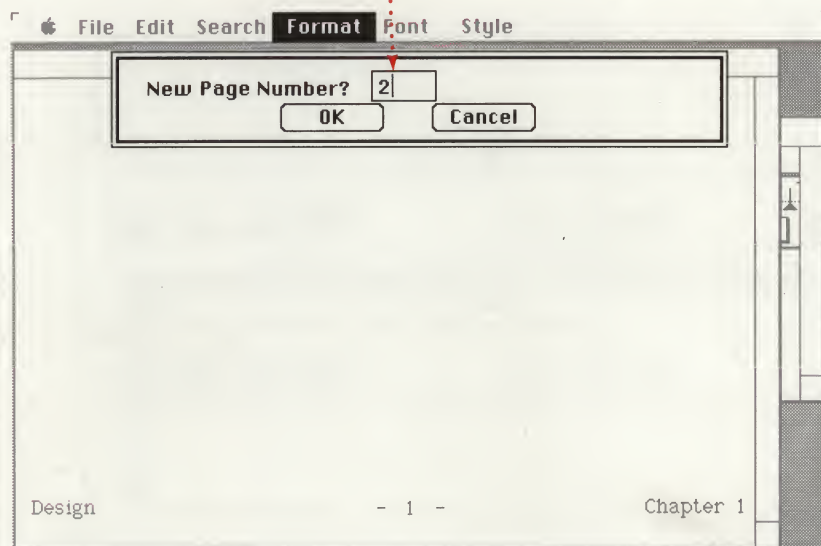 File Edit Search Format Font Style
New Page Number? 2
OK Cancel
Design - 1 - Chapter 1